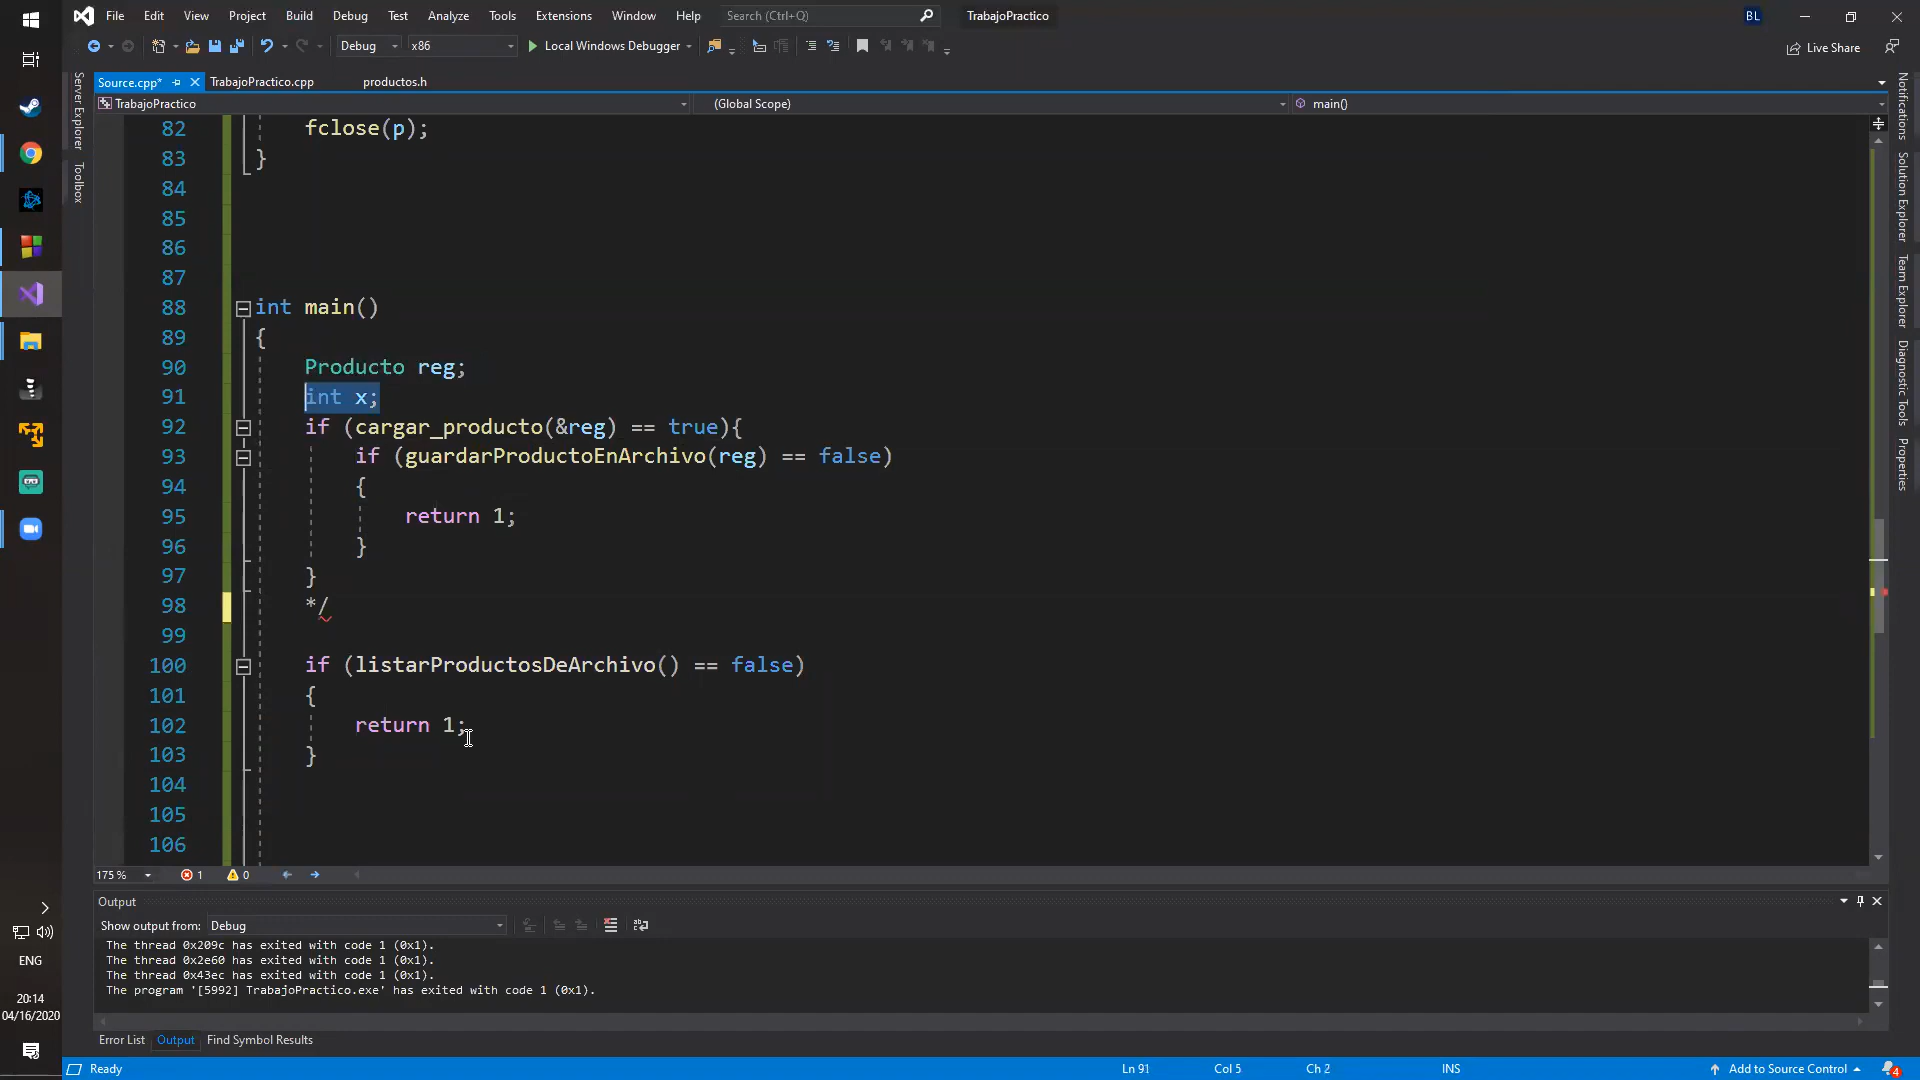 File Edit View Project Build Debug Test Analyze Tools Extensions Window Help Search (Ctrl+Q) TrabajoPractico BL
Debug x86 Local Windows Debugger Live Share
Source.cpp* TrabajoPractico.cpp productos.h
TrabajoPractico (Global Scope) main()
Server Explorer
Toolbox
82 fclose(p);
83 }
84
85
86
87
88 int main()
89 {
90 Producto reg;
91 int x;
92 if (cargar_producto(&reg) == true){
93 if (guardarProductoEnArchivo(reg) == false)
94 {
95 return 1;
96 }
97 }
98 */
99
100 if (listarProductosDeArchivo() == false)
101 {
102 return 1;
103 }
104
105
106
175 % 1 0
Output
Show output from: Debug
The thread 0x209c has exited with code 1 (0x1).
The thread 0x2e60 has exited with code 1 (0x1).
The thread 0x43ec has exited with code 1 (0x1).
The program '[5992] TrabajoPractico.exe' has exited with code 1 (0x1).
Error List Output Find Symbol Results
Ready Ln 91 Col 5 Ch 2 INS Add to Source Control 4
Notifications
Solution Explorer
Team Explorer
Diagnostic Tools
Properties
ENG
20:14
04/16/2020